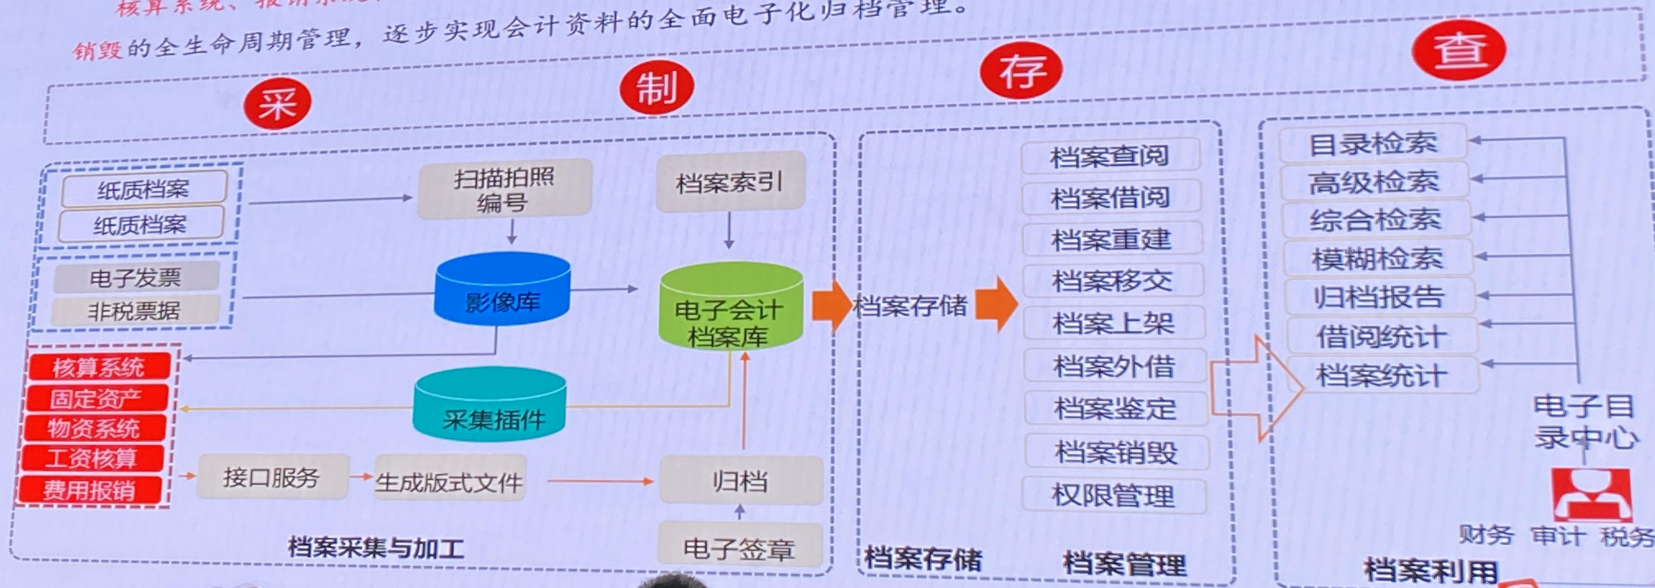 核算系统、报销系统
销毁的全生命周期管理，逐步实现会计资料的全面电子化归档管理。
采
制
存
查
纸质档案
纸质档案
电子发票
非税票据
核算系统
固定资产
物资系统
工资核算
费用报销
扫描拍照
编号
影像库
采集插件
接口服务
生成版式文件
档案索引
电子会计
档案库
归档
电子签章
档案采集与加工
档案存储
档案查阅
档案借阅
档案重建
档案移交
档案上架
档案外借
档案鉴定
档案销毁
权限管理
档案存储
档案管理
目录检索
高级检索
综合检索
模糊检索
归档报告
借阅统计
档案统计
电子目
录中心
财务 审计 税务
档案利用